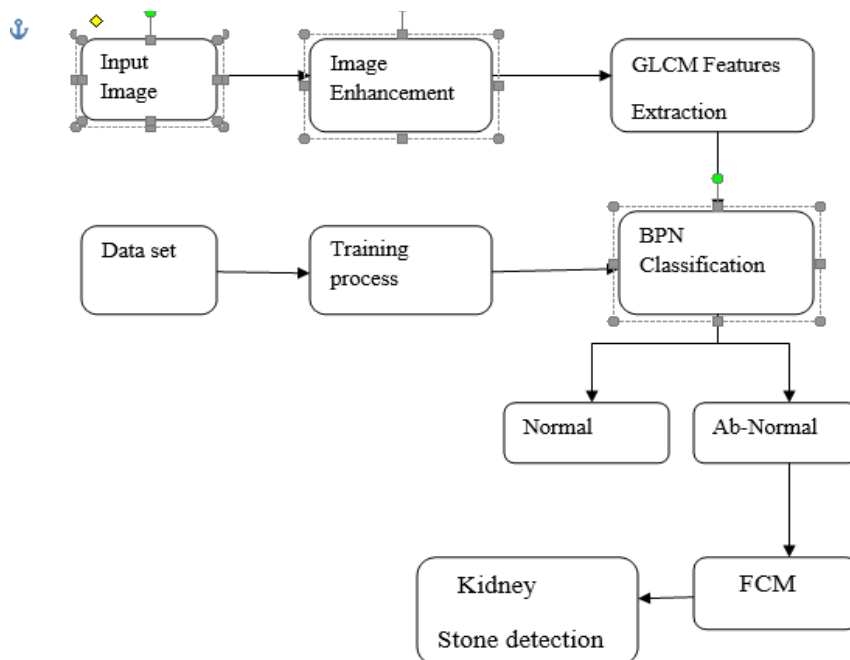 Input
Image
Image
Enhancement
GLCM Features
Extraction
Data set
Training
process
BPN
Classification
Normal
Ab-Normal
FCM
Kidney
Stone detection